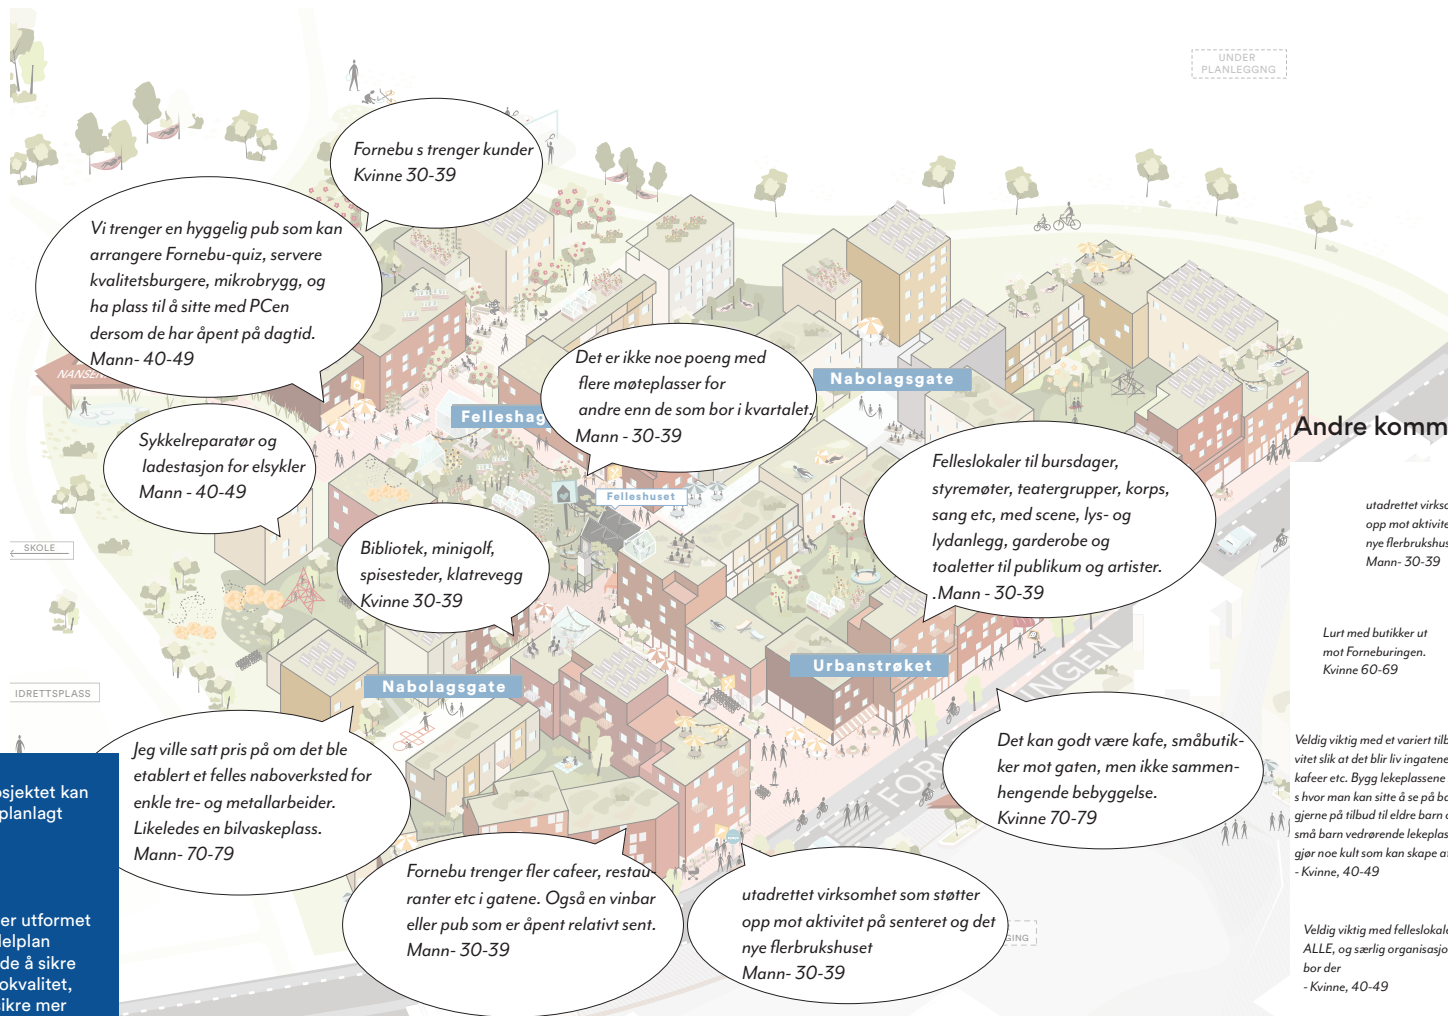 UNDER
PLANLEGGNG
Fornebu s trenger kunder
Kvinne 30-39
Vi trenger en hyggelig pub som kan
arrangere Fornebu-quiz, servere
kvalitetsburgere, mikrobrygg, og
ha plass til å sitte med PCen
dersom de har åpent på dagtid.
Mann- 40-49
NANSEN
Det er ikke noe poeng med
flere møteplasser for
andre enn de som bor i kvartalet.
Mann - 30-39
Nabolagsgate
Felleshag
Sykkelreparatør og
ladestasjon for elsykler
Mann - 40-49
Felleshuset
Felleslokaler til bursdager,
styremøter, teatergrupper, korps,
sang etc, med scene, lys- og
lydanlegg, garderobe og
toaletter til publikum og artister.
.Mann - 30-39
Andre komm
utadrettet virkso
opp mot aktivite
nye flerbrukshus
Mann- 30-39
SKOLE
Bibliotek, minigolf,
spisesteder, klatrevegg
Kvinne 30-39
Lurt med butikker ut
mot Forneburingen.
Kvinne 60-69
Urbanstrøket
Nabolagsgate
IDRETTSPLASS
FOR
INGEN
Jeg ville satt pris på om det ble
etablert et felles naboverksted for
enkle tre- og metallarbeider.
Likeledes en bilvaskeplass.
Mann- 70-79
Det kan godt være kafe, småbutik-
ker mot gaten, men ikke sammen-
hengende bebyggelse.
Kvinne 70-79
Veldig viktig med et variert tilb
vitet slik at det blir liv ingatene
kafeer etc. Bygg lekeplassene
s hvor man kan sitte å se på ba
gjerne på tilbud til eldre barn o
små barn vedrørende lekeplas
gjør noe kult som kan skape at
- Kvinne, 40-49
osjektet kan
planlagt
Fornebu trenger fler cafeer, restau-
ranter etc i gatene. Også en vinbar
eller pub som er åpent relativt sent.
Mann- 30-39
utadrettet virksomhet som støtter
opp mot aktivitet på senteret og det
nye flerbrukshuset
Mann- 30-39
GING
er utformet
delplan
de å sikre
okvalitet,
sikre mer
Veldig viktig med felleslokale
ALLE, og særlig organisasjo
bor der
- Kvinne, 40-49